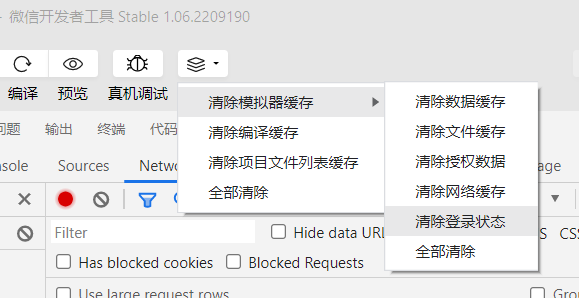 - 微信开发者工具 Stable 1.06.2209190
编译 预览 真机调试
清除模拟器缓存
清除编译缓存
清除项目文件列表缓存
全部清除
清除数据缓存
清除文件缓存
清除授权数据
清除网络缓存
清除登录状态
全部清除
问题 输出 终端 代码
Sources Netw
Filter Hide data URL CSS
Has blocked cookies Blocked Requests
Use large request rows Grou